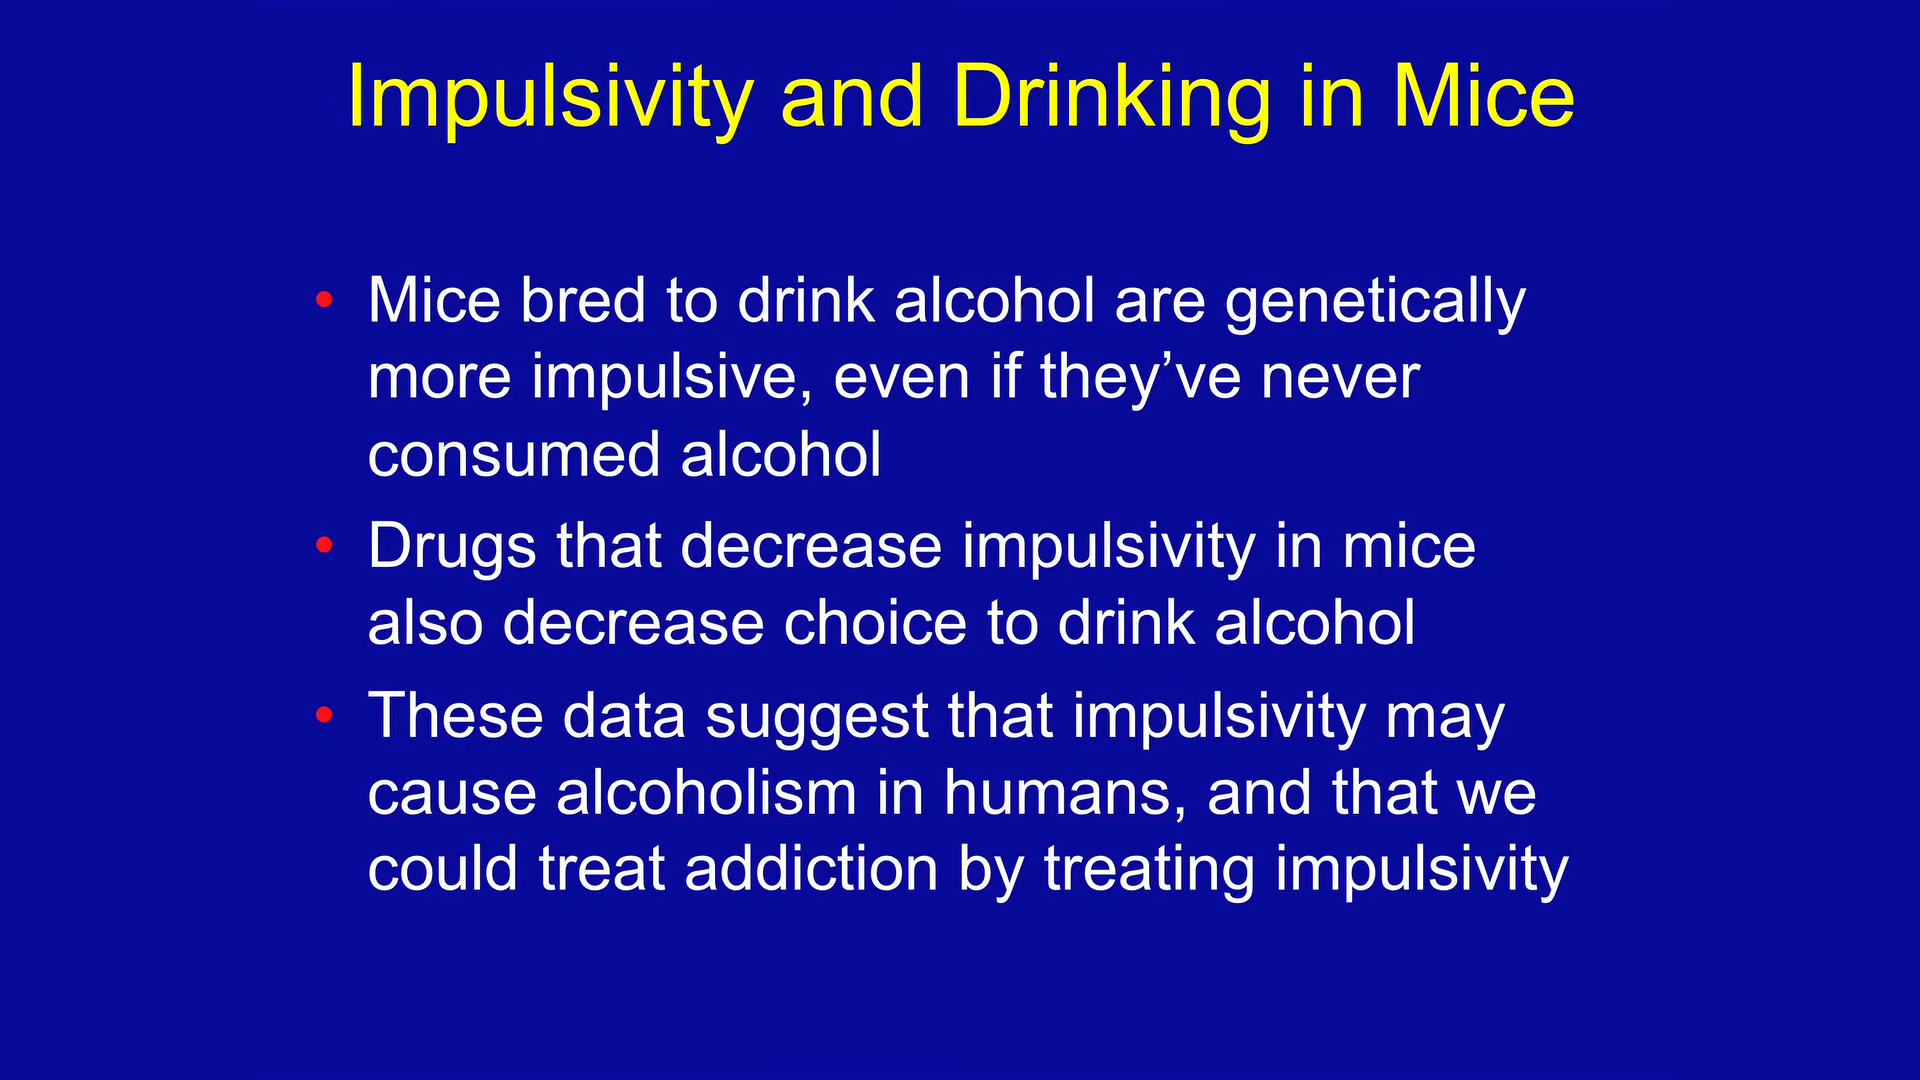 Impulsivity and Drinking in Mice
• Mice bred to drink alcohol are genetically
more impulsive, even if they’ve never
consumed alcohol
• Drugs that decrease impulsivity in mice
also decrease choice to drink alcohol
• These data suggest that impulsivity may
cause alcoholism in humans, and that we
could treat addiction by treating impulsivity